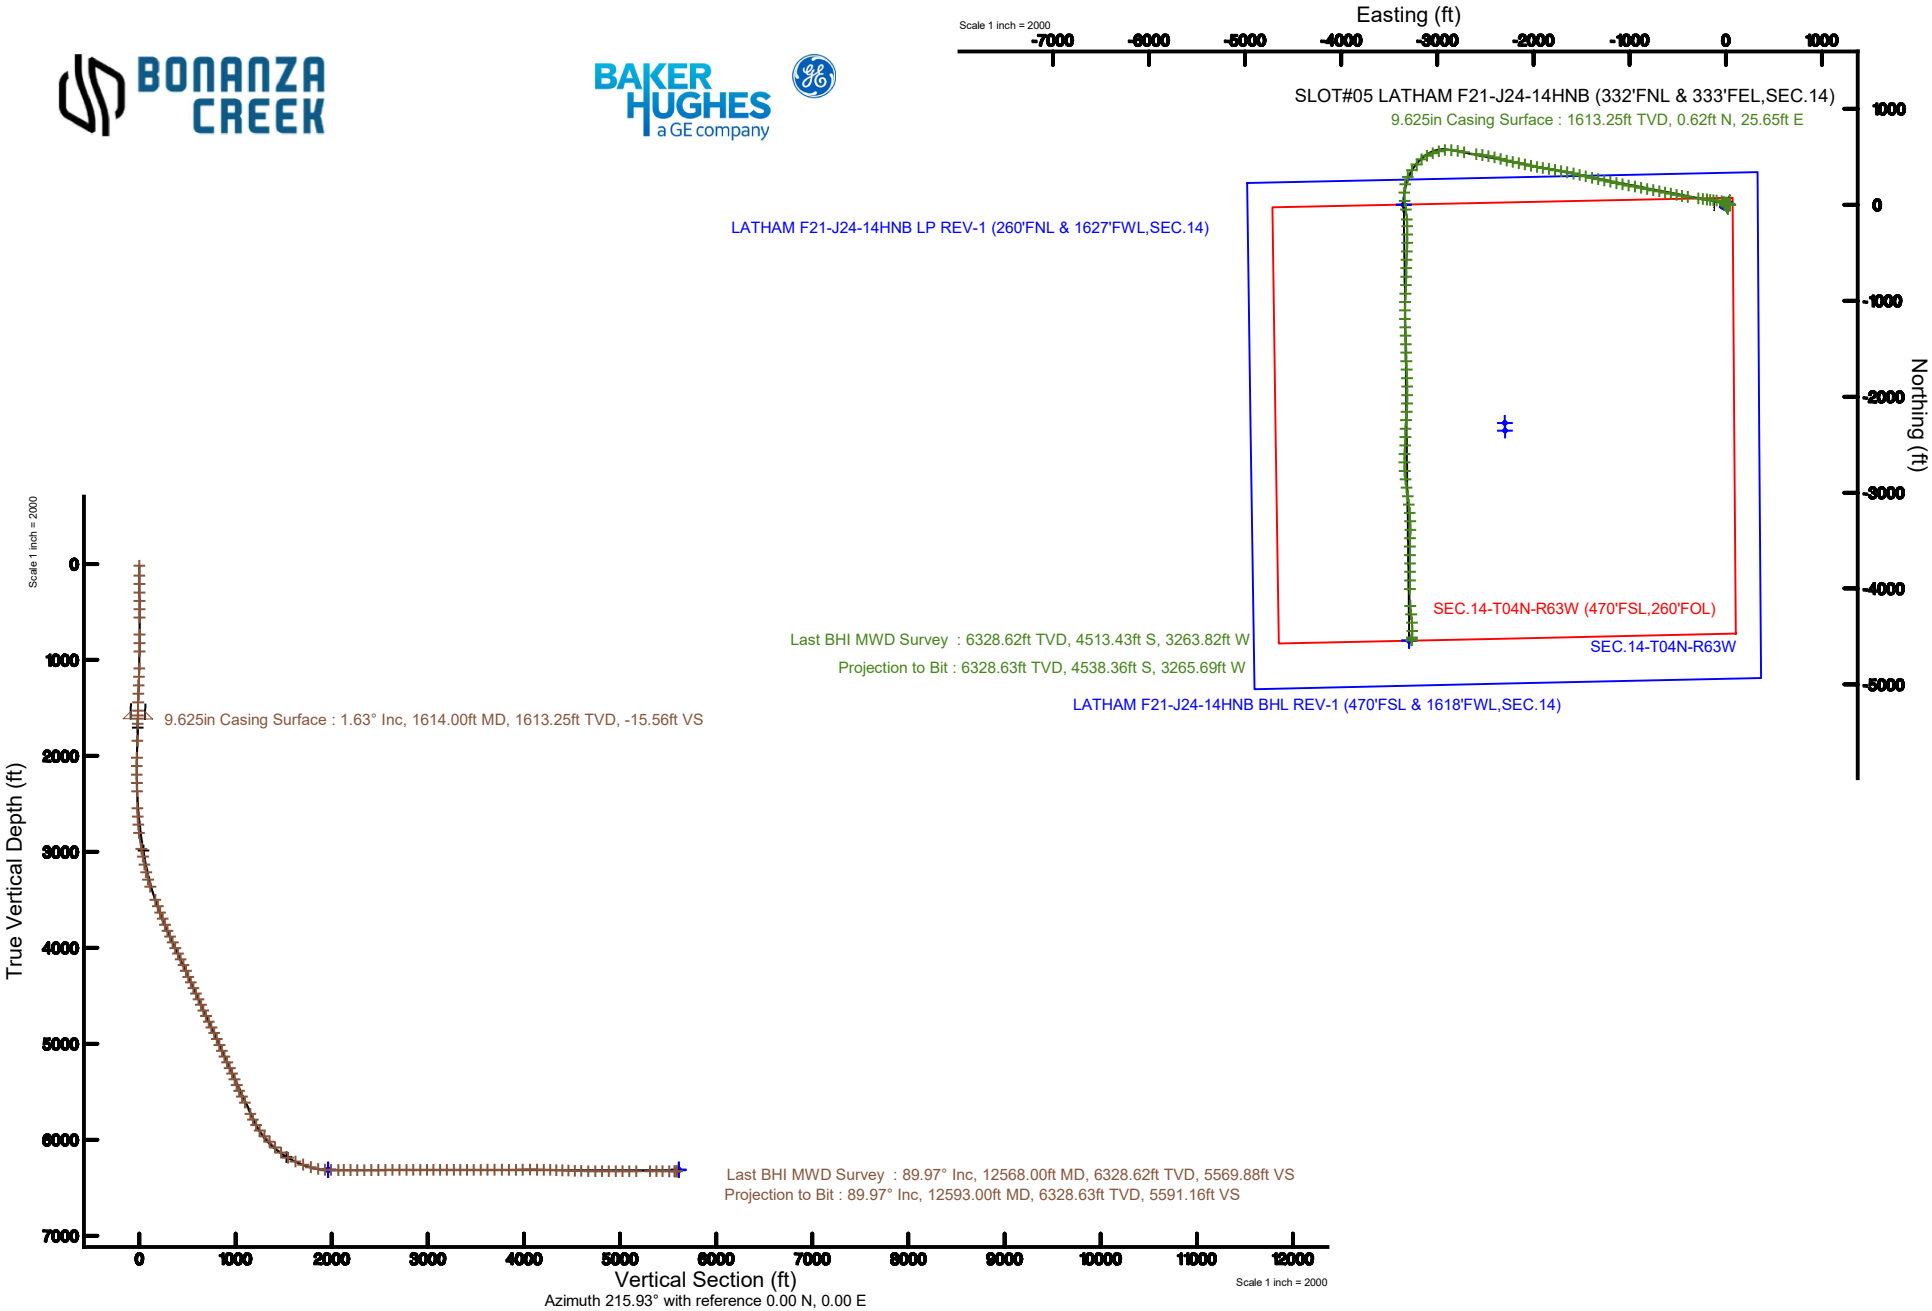 BONANZA
CREEK
BAKER
HUGHES
a GE company
GE
Scale 1 inch = 2000
Easting (ft)
-7000 -6000 -5000 -4000 -3000 -2000 -1000 0 1000
SLOT#05 LATHAM F21-J24-14HNB (332'FNL & 333'FEL,SEC.14)
9.625in Casing Surface : 1613.25ft TVD, 0.62ft N, 25.65ft E
1000
0
-1000
-2000
-3000
-4000
-5000
Northing (ft)
LATHAM F21-J24-14HNB LP REV-1 (260'FNL & 1627'FWL,SEC.14)
SEC.14-T04N-R63W (470'FSL,260'FOL)
SEC.14-T04N-R63W
Last BHI MWD Survey : 6328.62ft TVD, 4513.43ft S, 3263.82ft W
Projection to Bit : 6328.63ft TVD, 4538.36ft S, 3265.69ft W
LATHAM F21-J24-14HNB BHL REV-1 (470'FSL & 1618'FWL,SEC.14)
Scale 1 inch = 2000
True Vertical Depth (ft)
0
1000
2000
3000
4000
5000
6000
7000
9.625in Casing Surface : 1.63° Inc, 1614.00ft MD, 1613.25ft TVD, -15.56ft VS
Last BHI MWD Survey : 89.97° Inc, 12568.00ft MD, 6328.62ft TVD, 5569.88ft VS
Projection to Bit : 89.97° Inc, 12593.00ft MD, 6328.63ft TVD, 5591.16ft VS
0 1000 2000 3000 4000 5000 6000 7000 8000 9000 10000 11000 12000
Vertical Section (ft)
Scale 1 inch = 2000
Azimuth 215.93° with reference 0.00 N, 0.00 E